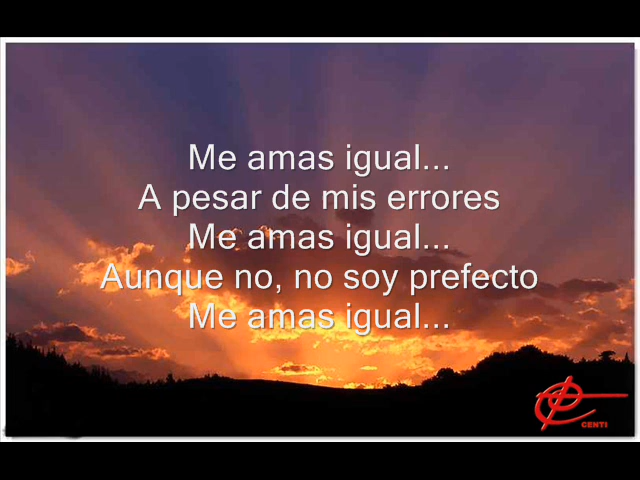 Me amas igual...
A pesar de mis errores
Me amas igual...
Aunque no, no soy prefecto
Me amas igual...
CENTI